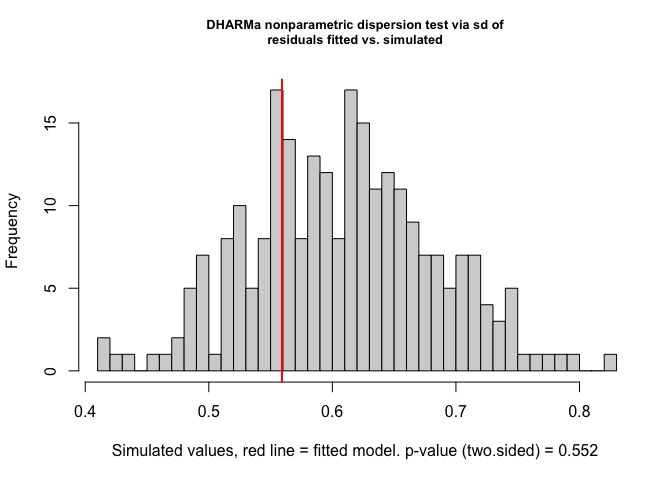 DHARMa nonparametric dispersion test via sd of
residuals fitted vs. simulated
Frequency
15
10
5
0
0.4 0.5 0.6 0.7 0.8
Simulated values, red line = fitted model. p-value (two.sided) = 0.552